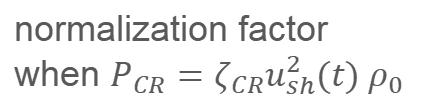 normalization factor
when P_CR = ζ_CR u_sh^2(t) ρ_0